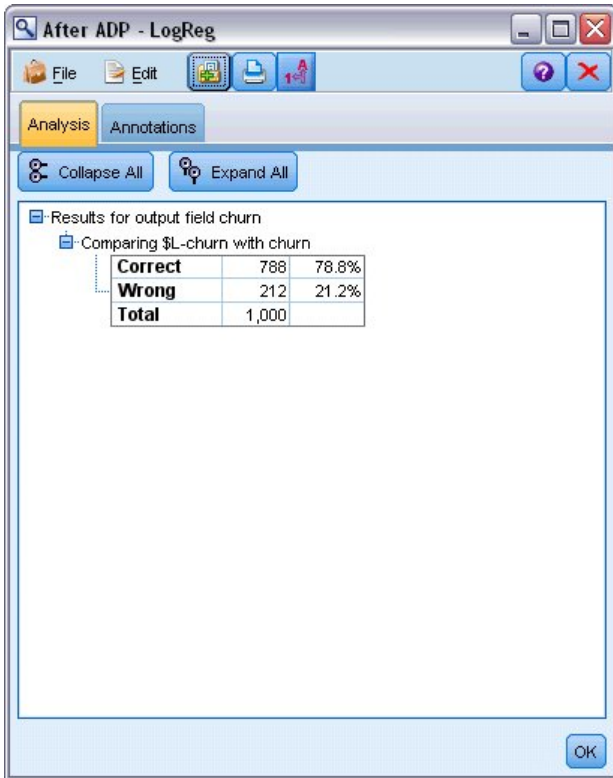 After ADP - LogReg
File Edit
Analysis Annotations
Collapse All Expand All
Results for output field churn
Comparing $L-churn with churn
Correct 788 78.8%
Wrong 212 21.2%
Total 1,000
OK